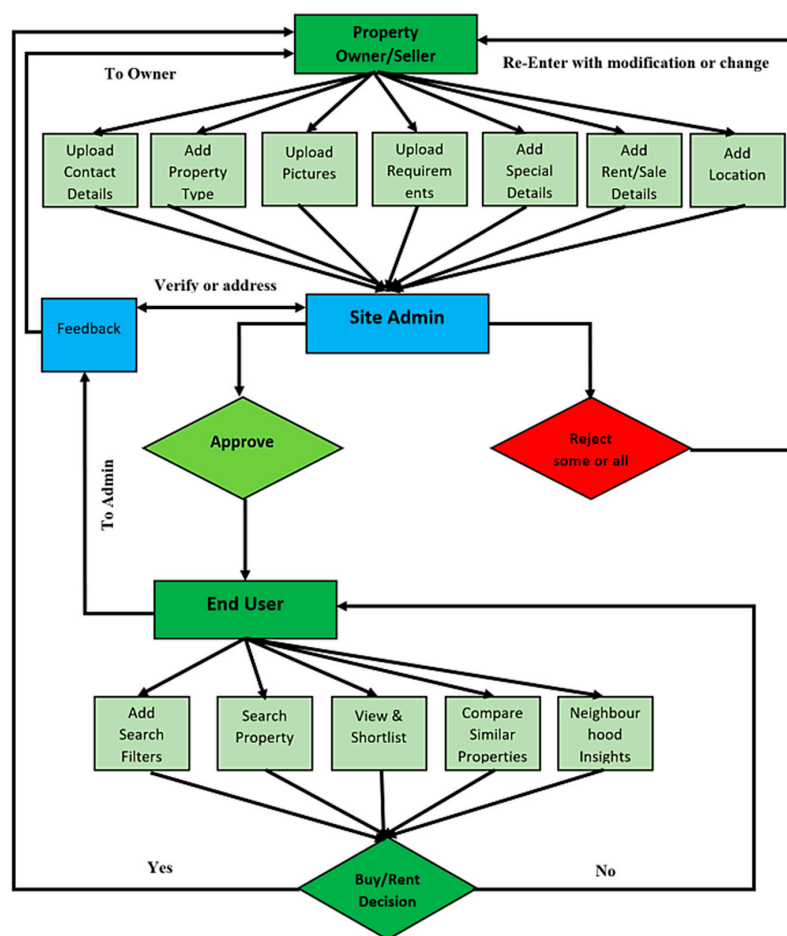 Property
Owner/Seller
To Owner
Re-Enter with modification or change
Upload
Contact
Details
Add
Property
Type
Upload
Pictures
Upload
Requirem
ents
Add
Special
Details
Add
Rent/Sale
Details
Add
Location
Verify or address
Feedback
Site Admin
Approve
Reject
some or all
To Admin
End User
Add
Search
Filters
Search
Property
View &
Shortlist
Compare
Similar
Properties
Neighbour
hood
Insights
Yes
Buy/Rent
Decision
No